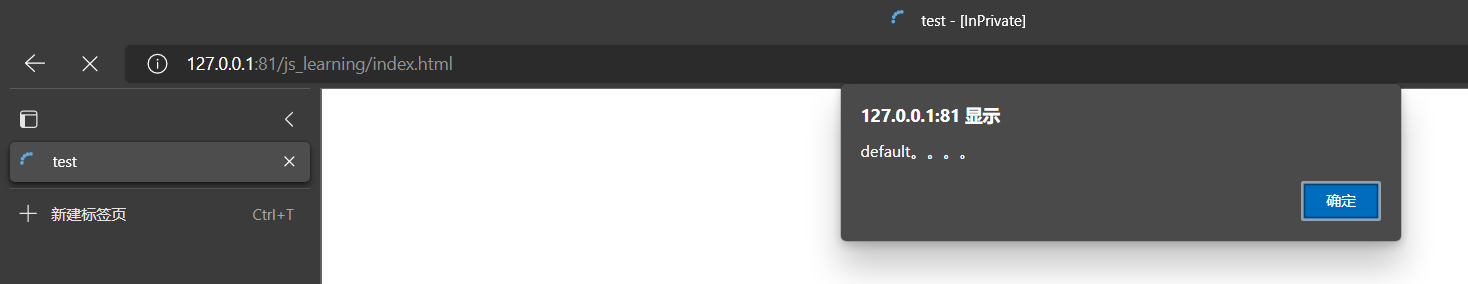 test - [InPrivate]
127.0.0.1:81/js_learning/index.html
127.0.0.1:81 显示
default。。。。
确定
test
新建标签页 Ctrl+T